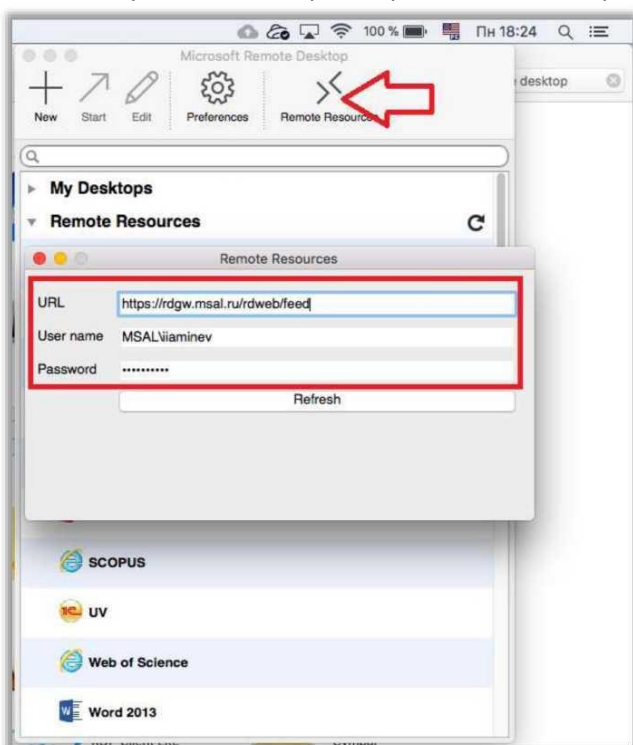 100 % Пн 18:24
Microsoft Remote Desktop
desktop
New Start Edit Preferences Remote Resources
My Desktops
Remote Resources
Remote Resources
URL https://rdgw.msal.ru/rdweb/feed
User name MSAL\iiaminev
Password ••••••••••
Refresh
SCOPUS
1С UV
Web of Science
W Word 2013